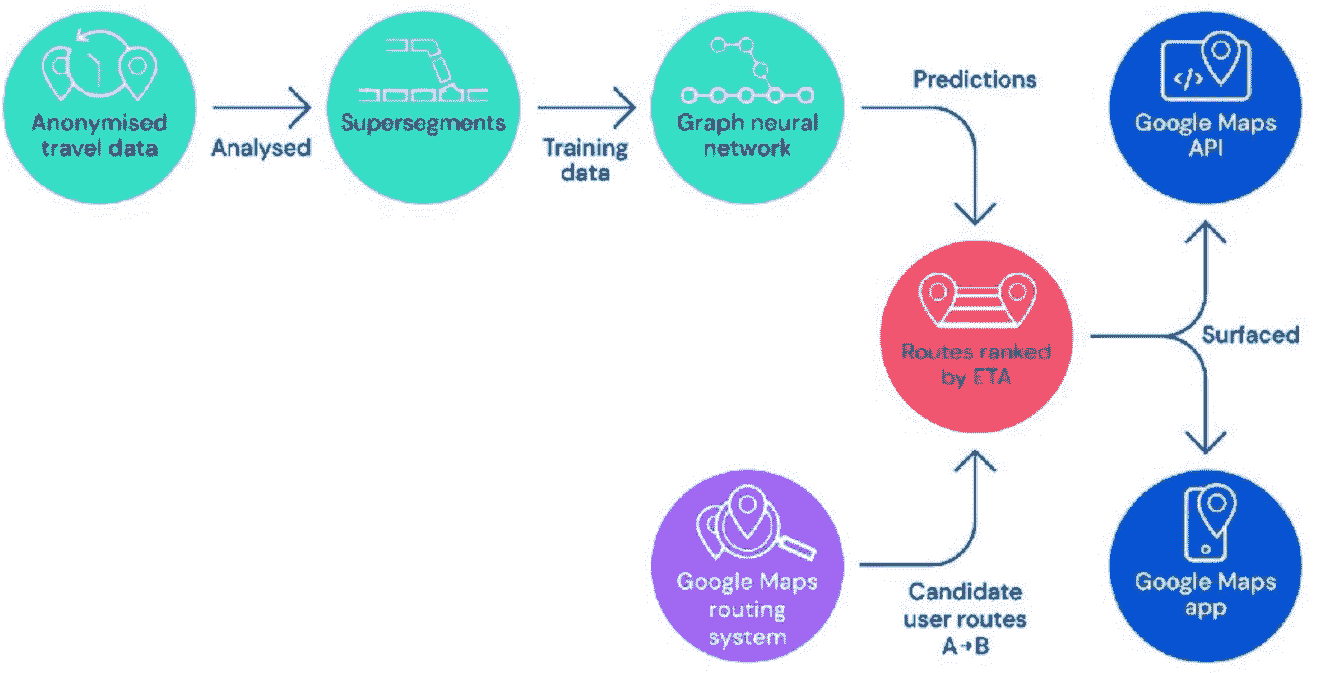 Anonymised
travel data
Analysed
Supersegments
Training
data
Graph neural
network
Predictions
</>
Google Maps
API
Routes ranked
by ETA
Surfaced
Google Maps
routing
system
Candidate
user routes
A→B
Google Maps
app